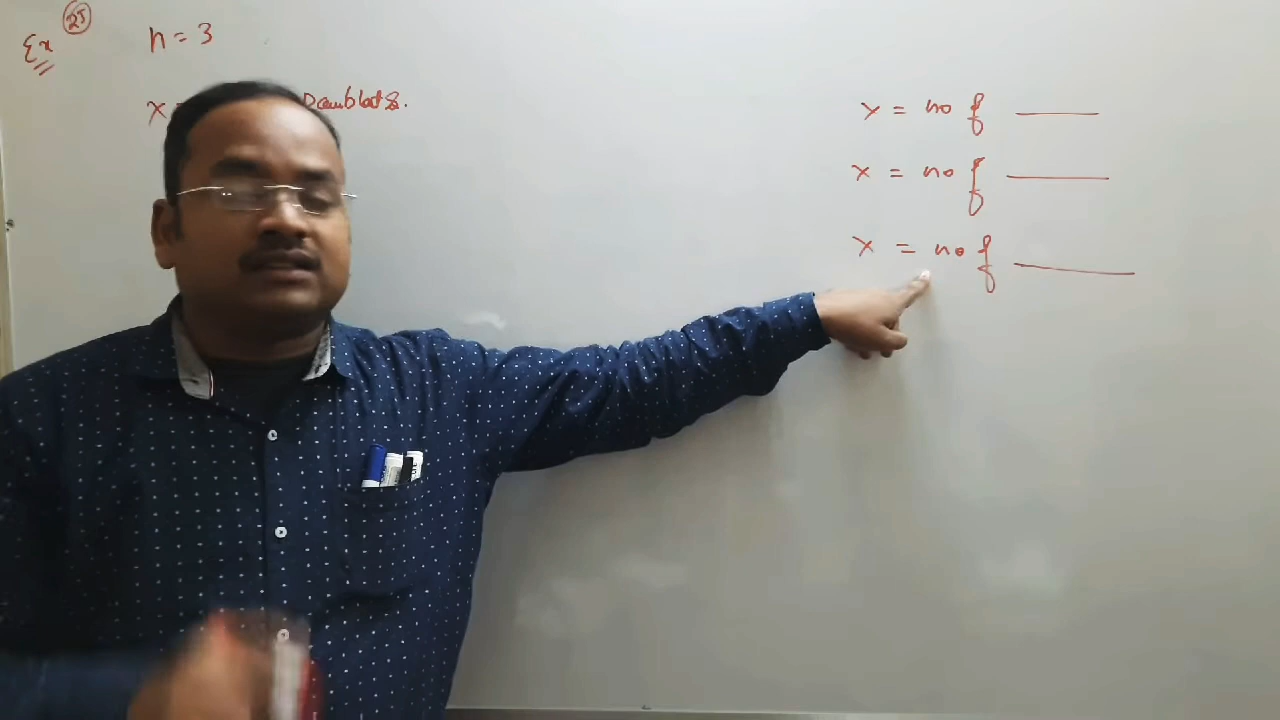 Ex 25
n = 3
x =
Doublets.
x = no of
x = no of
x = no of